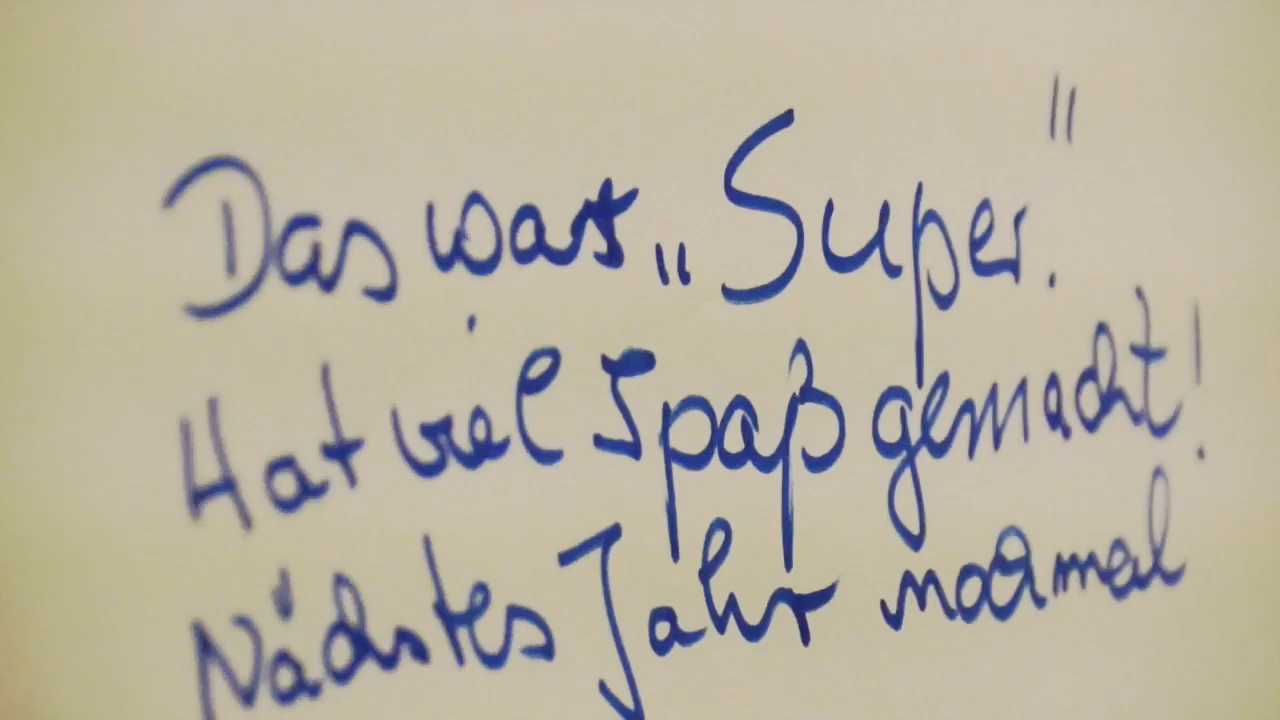 Das war „Super."
Hat viel Spaß gemacht!
Nächstes Jahr nochmal